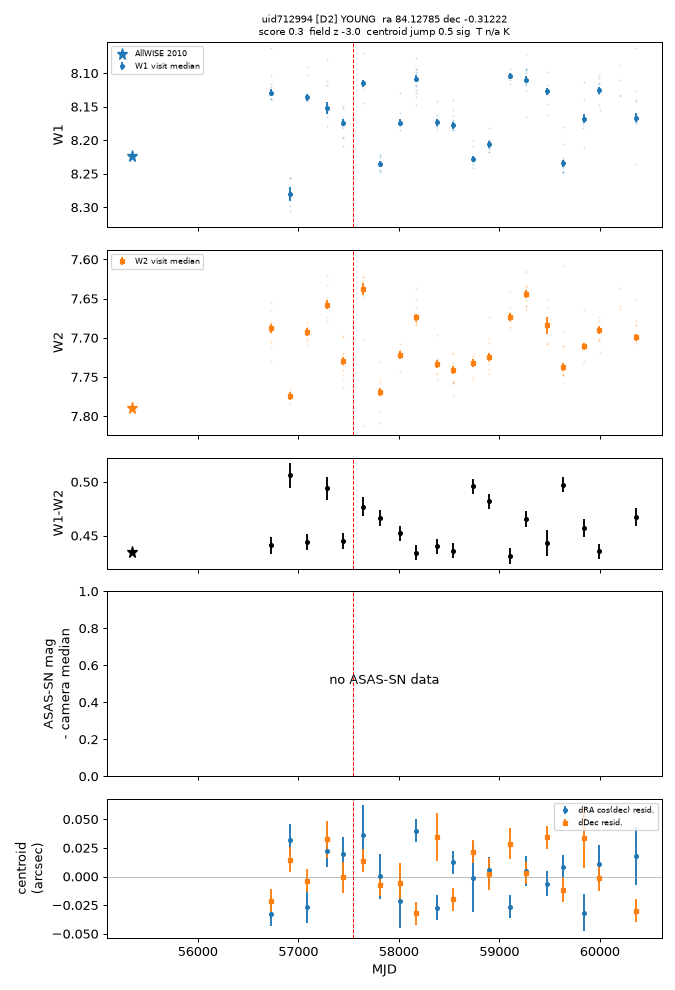 uid712994 [D2] YOUNG  ra 84.12785 dec -0.31222
score 0.3  field z -3.0  centroid jump 0.5 sig  T n/a K
AllWISE 2010
W1 visit median
8.10
8.15
8.20
8.25
8.30
W1
W2 visit median
7.60
7.65
7.70
7.75
7.80
W2
0.50
0.45
W1-W2
1.0
0.8
0.6
0.4
0.2
0.0
ASAS-SN mag
- camera median
no ASAS-SN data
dRA cos(dec) resid.
dDec resid.
0.050
0.025
0.000
−0.025
−0.050
centroid
(arcsec)
56000
57000
58000
59000
60000
MJD